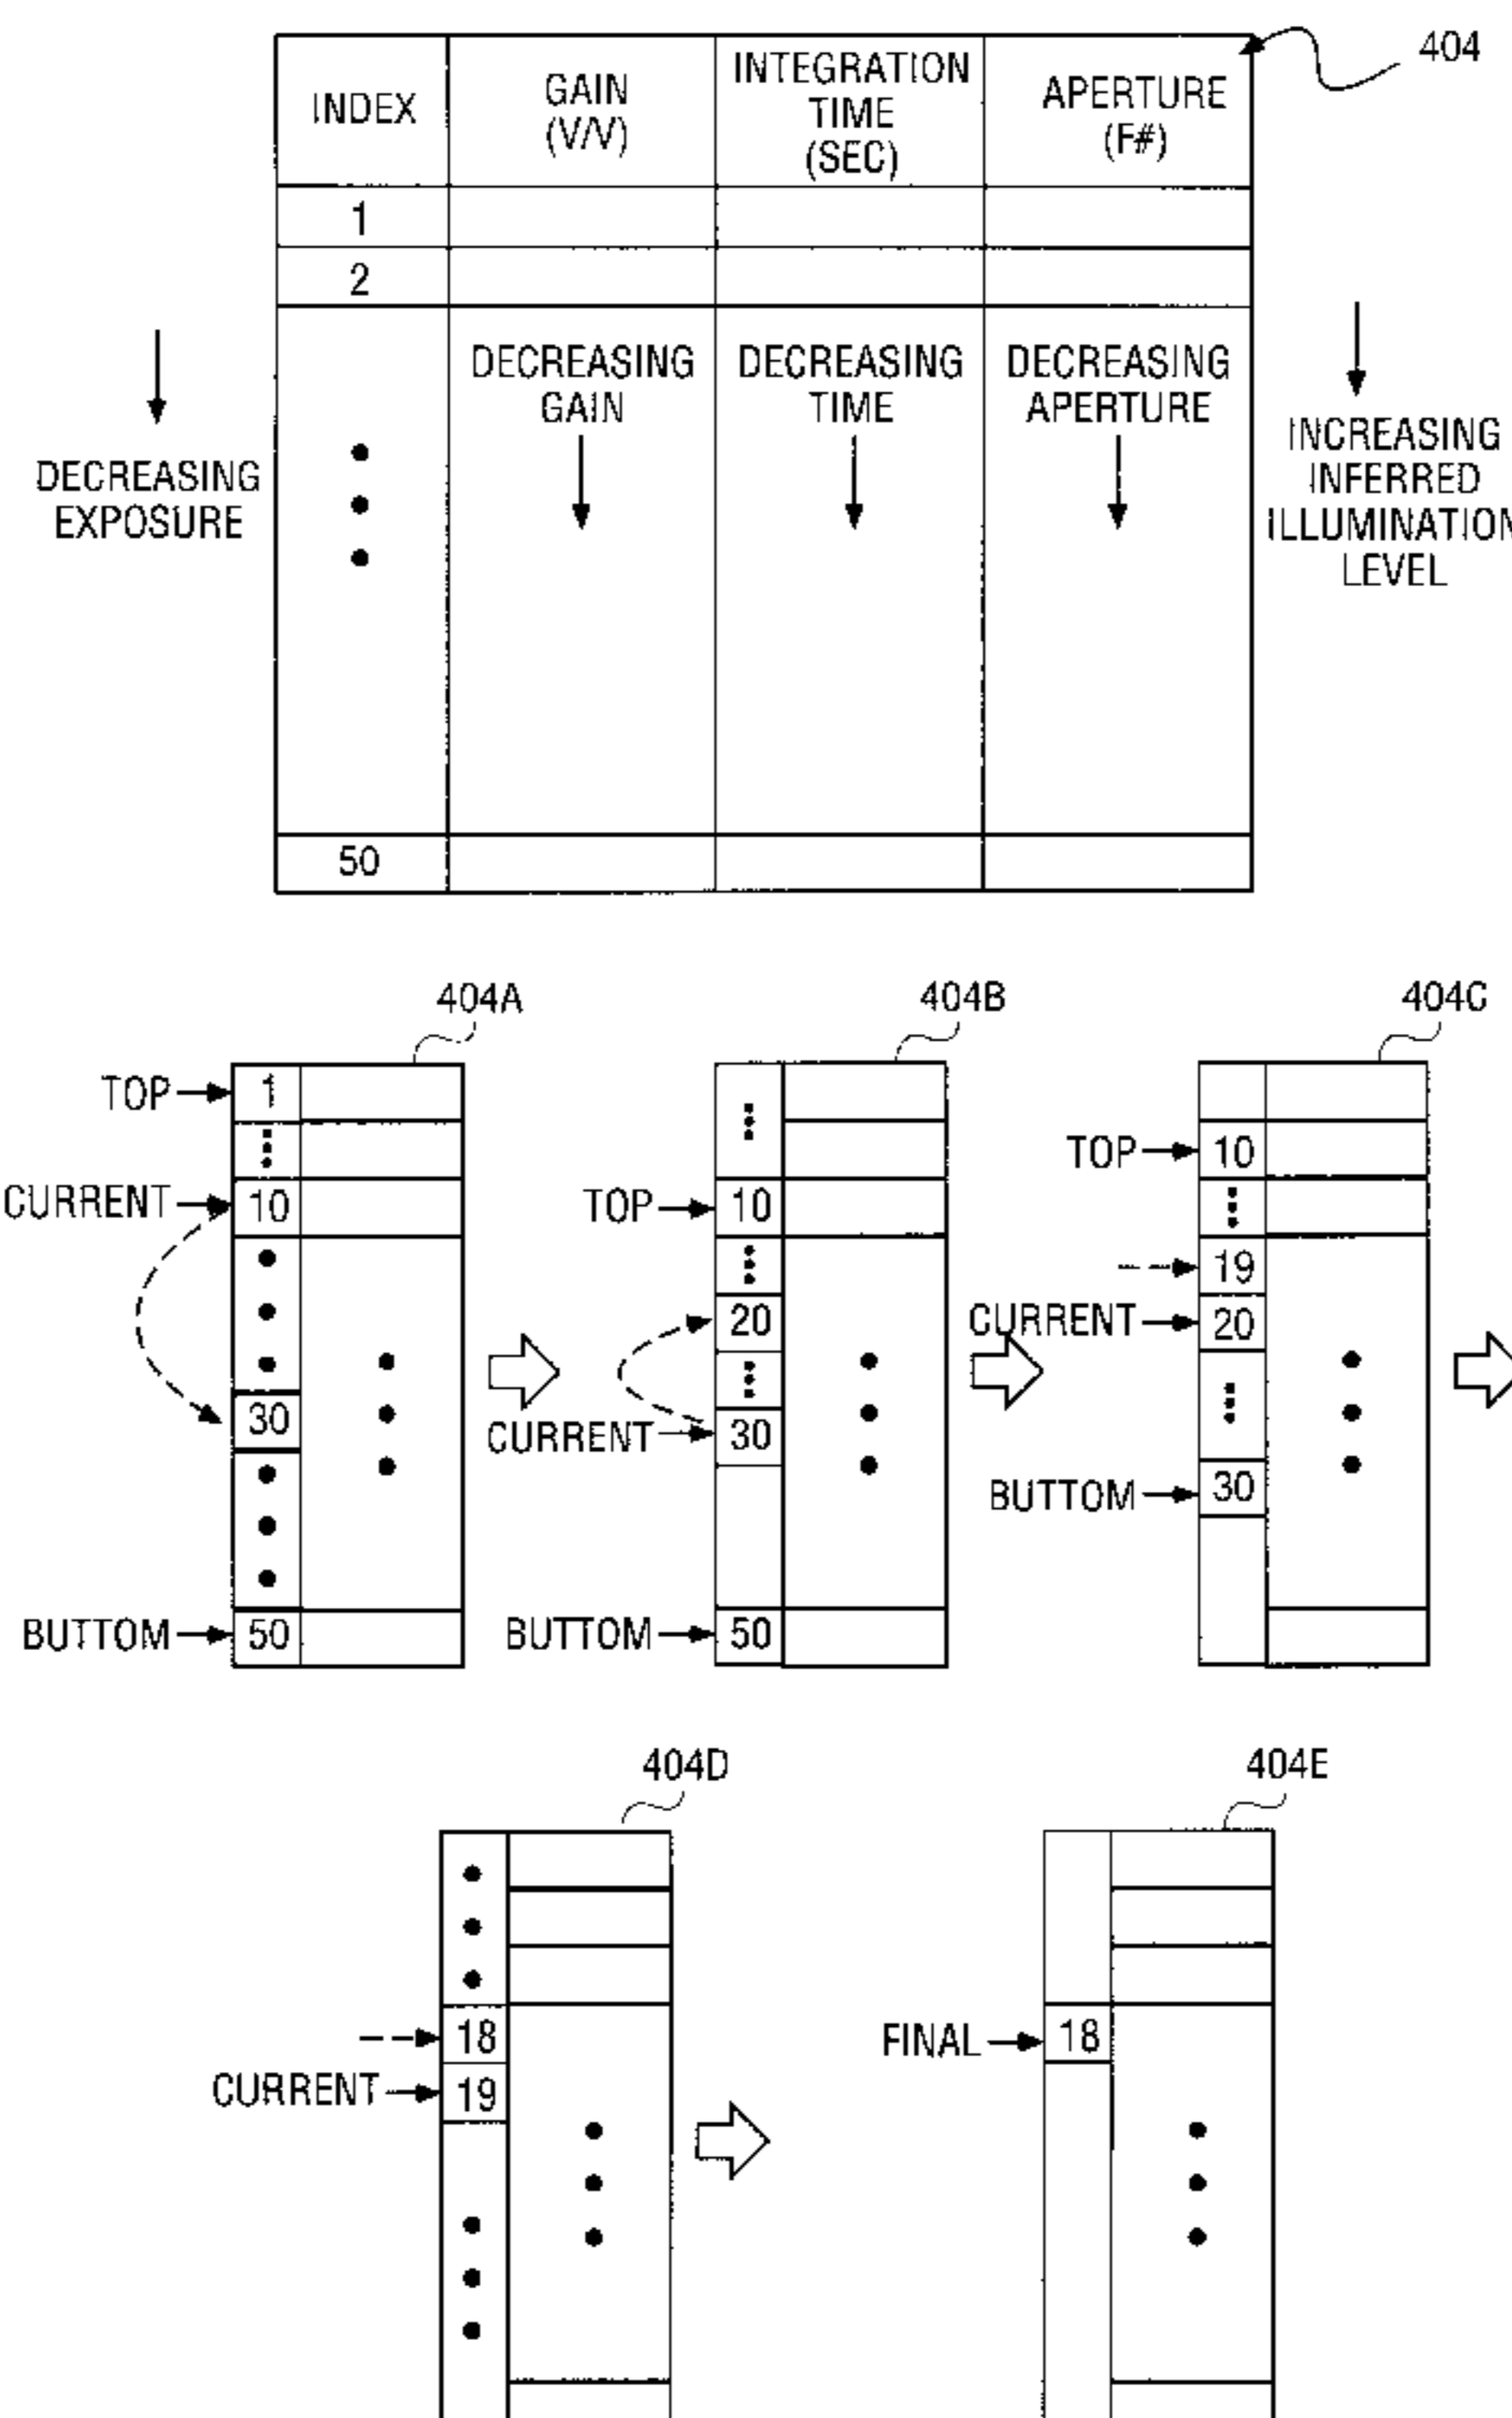 404
INDEX
GAIN
(V/V)
INTEGRATION
TIME
(SEC)
APERTURE
(F#)
1
2
DECREASING
EXPOSURE
DECREASING
GAIN
DECREASING
TIME
DECREASING
APERTURE
INCREASING
INFERRED
ILLUMINATION
LEVEL
50
404A
TOP
1
CURRENT
10
30
BUTTOM
50
404B
TOP
10
20
CURRENT
30
BUTTOM
50
404C
TOP
10
19
CURRENT
20
BUTTOM
30
404D
18
CURRENT
19
404E
FINAL
18